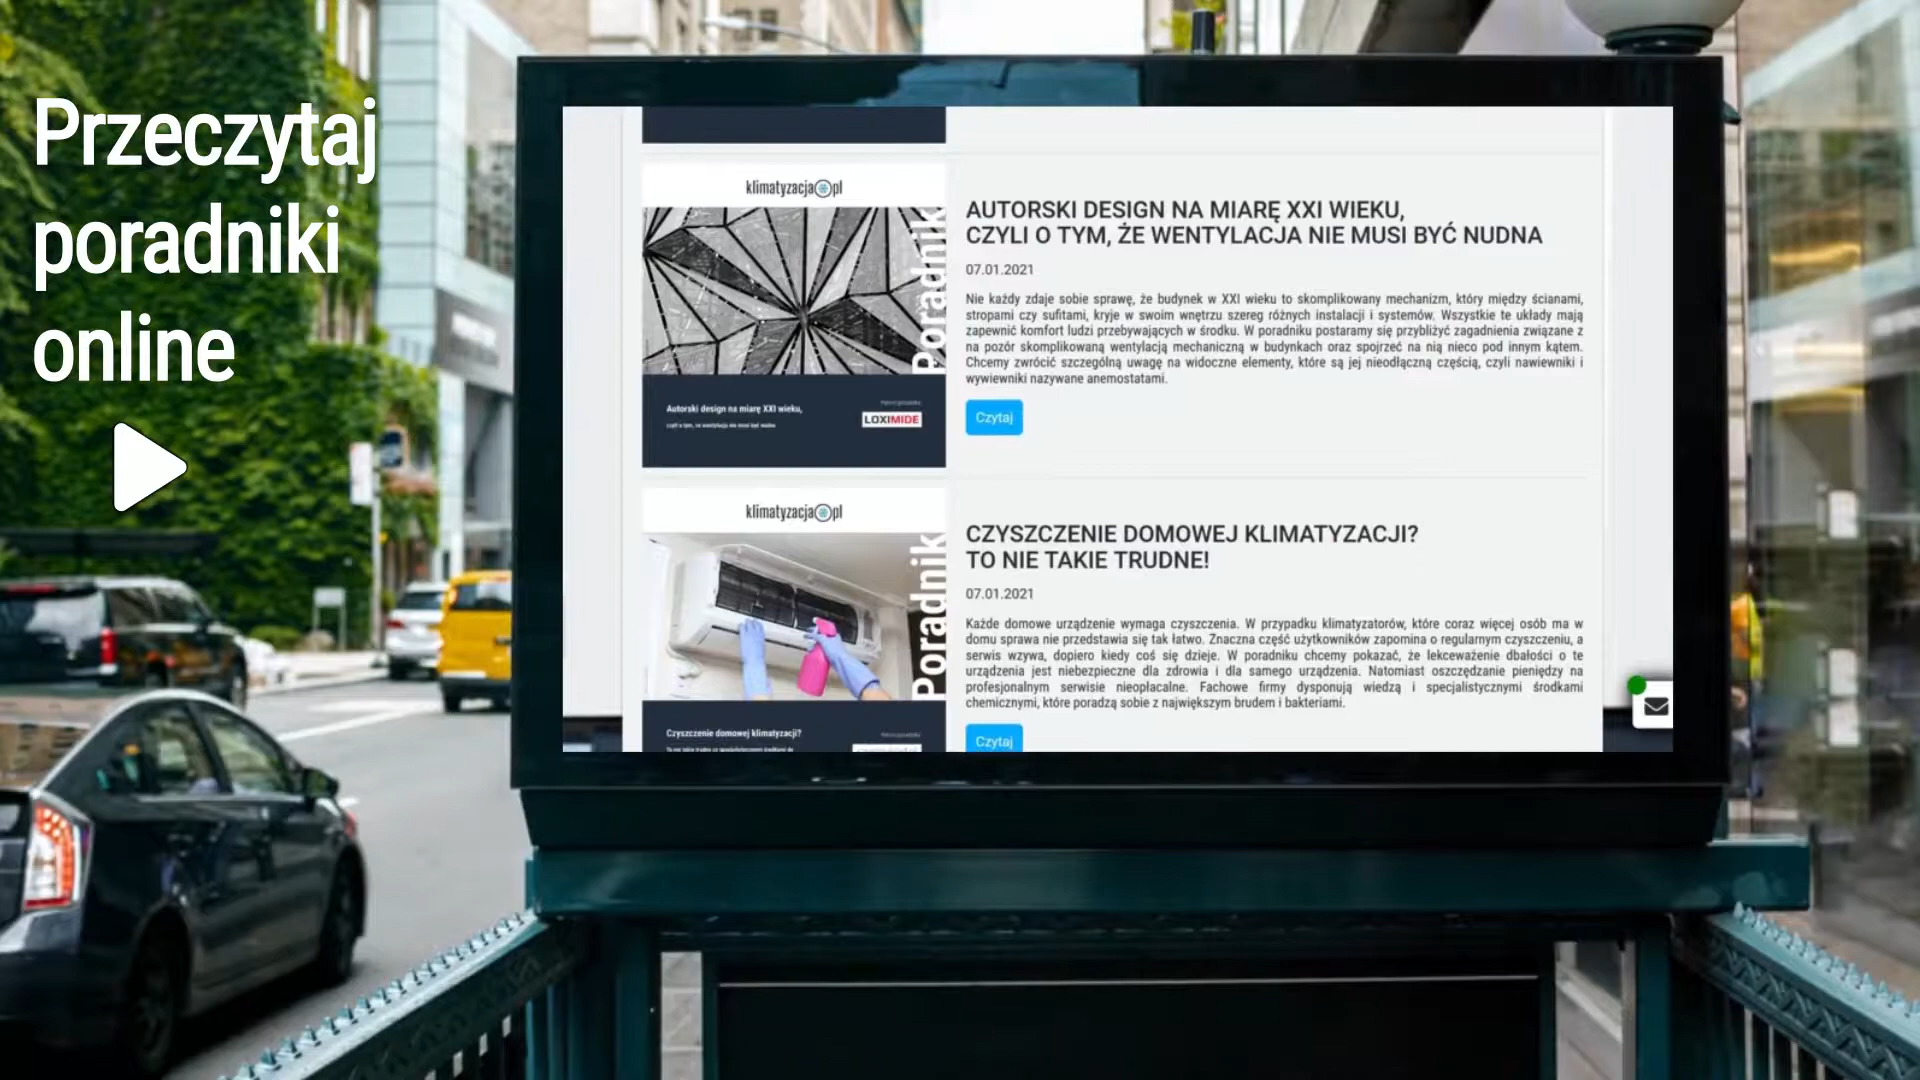 Przeczytaj
poradniki
online
klimatyzacja pl
Poradnik
Autorski design na miarę XXI wieku,
czyli o tym, że wentylacja nie musi być nudna
LOXIMIDE
AUTORSKI DESIGN NA MIARĘ XXI WIEKU,
CZYLI O TYM, ŻE WENTYLACJA NIE MUSI BYĆ NUDNA
07.01.2021
Nie każdy zdaje sobie sprawę, że budynek w XXI wieku to skomplikowany mechanizm, który między ścianami,
stropami czy sufitami, kryje w swoim wnętrzu szereg różnych instalacji i systemów. Wszystkie te układy mają
zapewnić komfort ludzi przebywających w środku. W poradniku postaramy się przybliżyć zagadnienia związane z
na pozór skomplikowaną wentylacją mechaniczną w budynkach oraz spojrzeć na nią nieco pod innym kątem.
Chcemy zwrócić szczególną uwagę na widoczne elementy, które są jej nieodłączną częścią, czyli nawiewniki i
wywiewniki nazywane anemostatami.
Czytaj
klimatyzacja pl
Poradnik
Czyszczenie domowej klimatyzacji?
CZYSZCZENIE DOMOWEJ KLIMATYZACJI?
TO NIE TAKIE TRUDNE!
07.01.2021
Każde domowe urządzenie wymaga czyszczenia. W przypadku klimatyzatorów, które coraz więcej osób ma w
domu sprawa nie przedstawia się tak łatwo. Znaczna część użytkowników zapomina o regularnym czyszczeniu, a
serwis wzywa, dopiero kiedy coś się dzieje. W poradniku chcemy pokazać, że lekceważenie dbałości o te
urządzenia jest niebezpieczne dla zdrowia i dla samego urządzenia. Natomiast oszczędzanie pieniędzy na
profesjonalnym serwisie nieopłacalne. Fachowe firmy dysponują wiedzą i specjalistycznymi środkami
chemicznymi, które poradzą sobie z największym brudem i bakteriami.
Czytaj